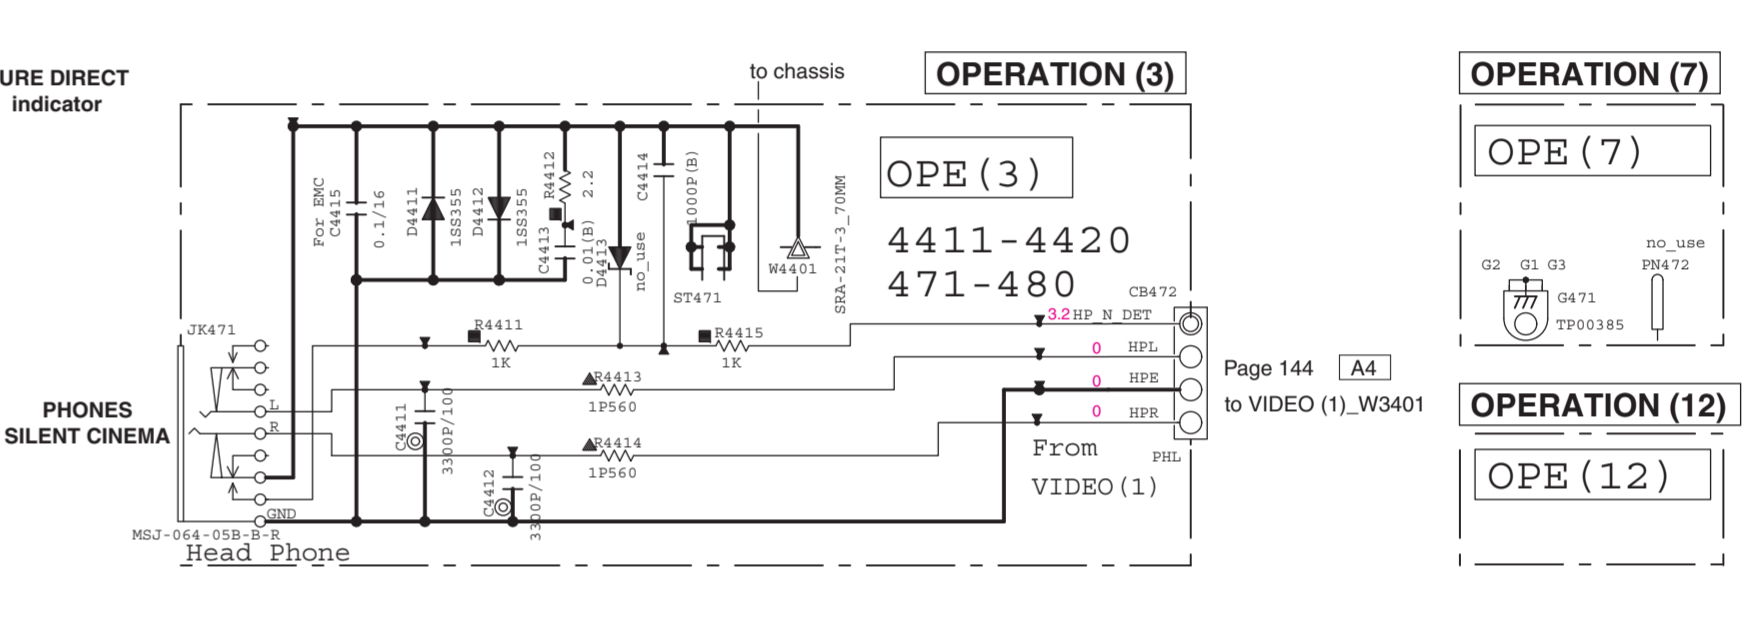 URE DIRECT
indicator
to chassis
OPERATION (3)
OPERATION (7)
OPE(3)
OPE(7)
For EMC
C4415
0.1/16
D4411
1SS355
D4412
1SS355
R4412
2.2
C4413
0.01(B)
D4413
no_use
C4414
1000P(B)
ST471
W4401
SRA-21T-3_70MM
4411-4420
471-480
CB472
no_use
PN472
G2 G1 G3
G471
TP00385
JK471
R4411
1K
R4415
1K
3.2 HP_N_DET
0 HPL
0 HPE
0 HPR
Page 144 A4
to VIDEO (1)_W3401
PHONES
SILENT CINEMA
L
R
GND
R4413
1P560
C4411
3300P/100
R4414
1P560
C4412
3300P/100
From
VIDEO(1)
PHL
OPERATION (12)
OPE(12)
MSJ-064-05B-B-R
Head Phone